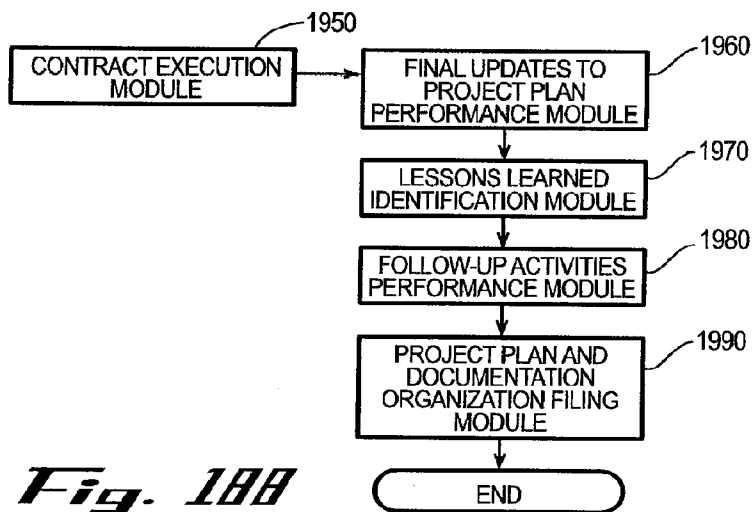 1950
CONTRACT EXECUTION
MODULE
1960
FINAL UPDATES TO
PROJECT PLAN
PERFORMANCE MODULE
1970
LESSONS LEARNED
IDENTIFICATION MODULE
1980
FOLLOW-UP ACTIVITIES
PERFORMANCE MODULE
1990
PROJECT PLAN AND
DOCUMENTATION
ORGANIZATION FILING
MODULE
END
Fig. 18B